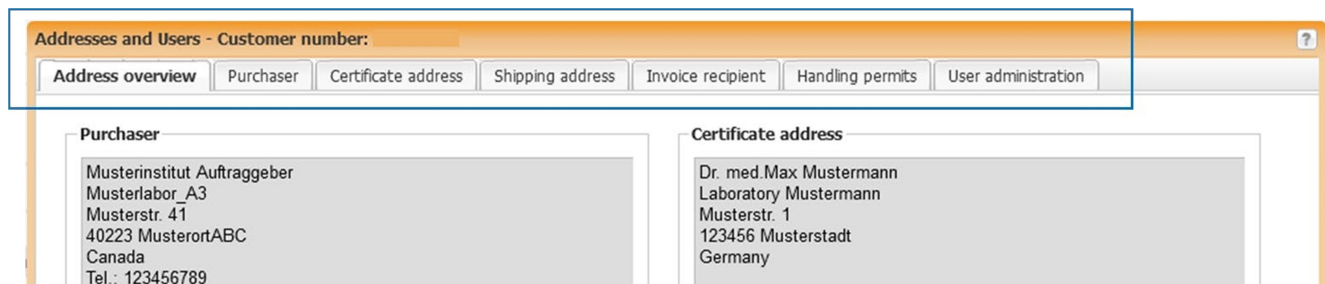 Addresses and Users - Customer number:
?
Address overview Purchaser Certificate address Shipping address Invoice recipient Handling permits User administration
Purchaser
Musterinstitut Auftraggeber
Musterlabor_A3
Musterstr. 41
40223 MusterortABC
Canada
Tel.: 123456789
Certificate address
Dr. med.Max Mustermann
Laboratory Mustermann
Musterstr. 1
123456 Musterstadt
Germany